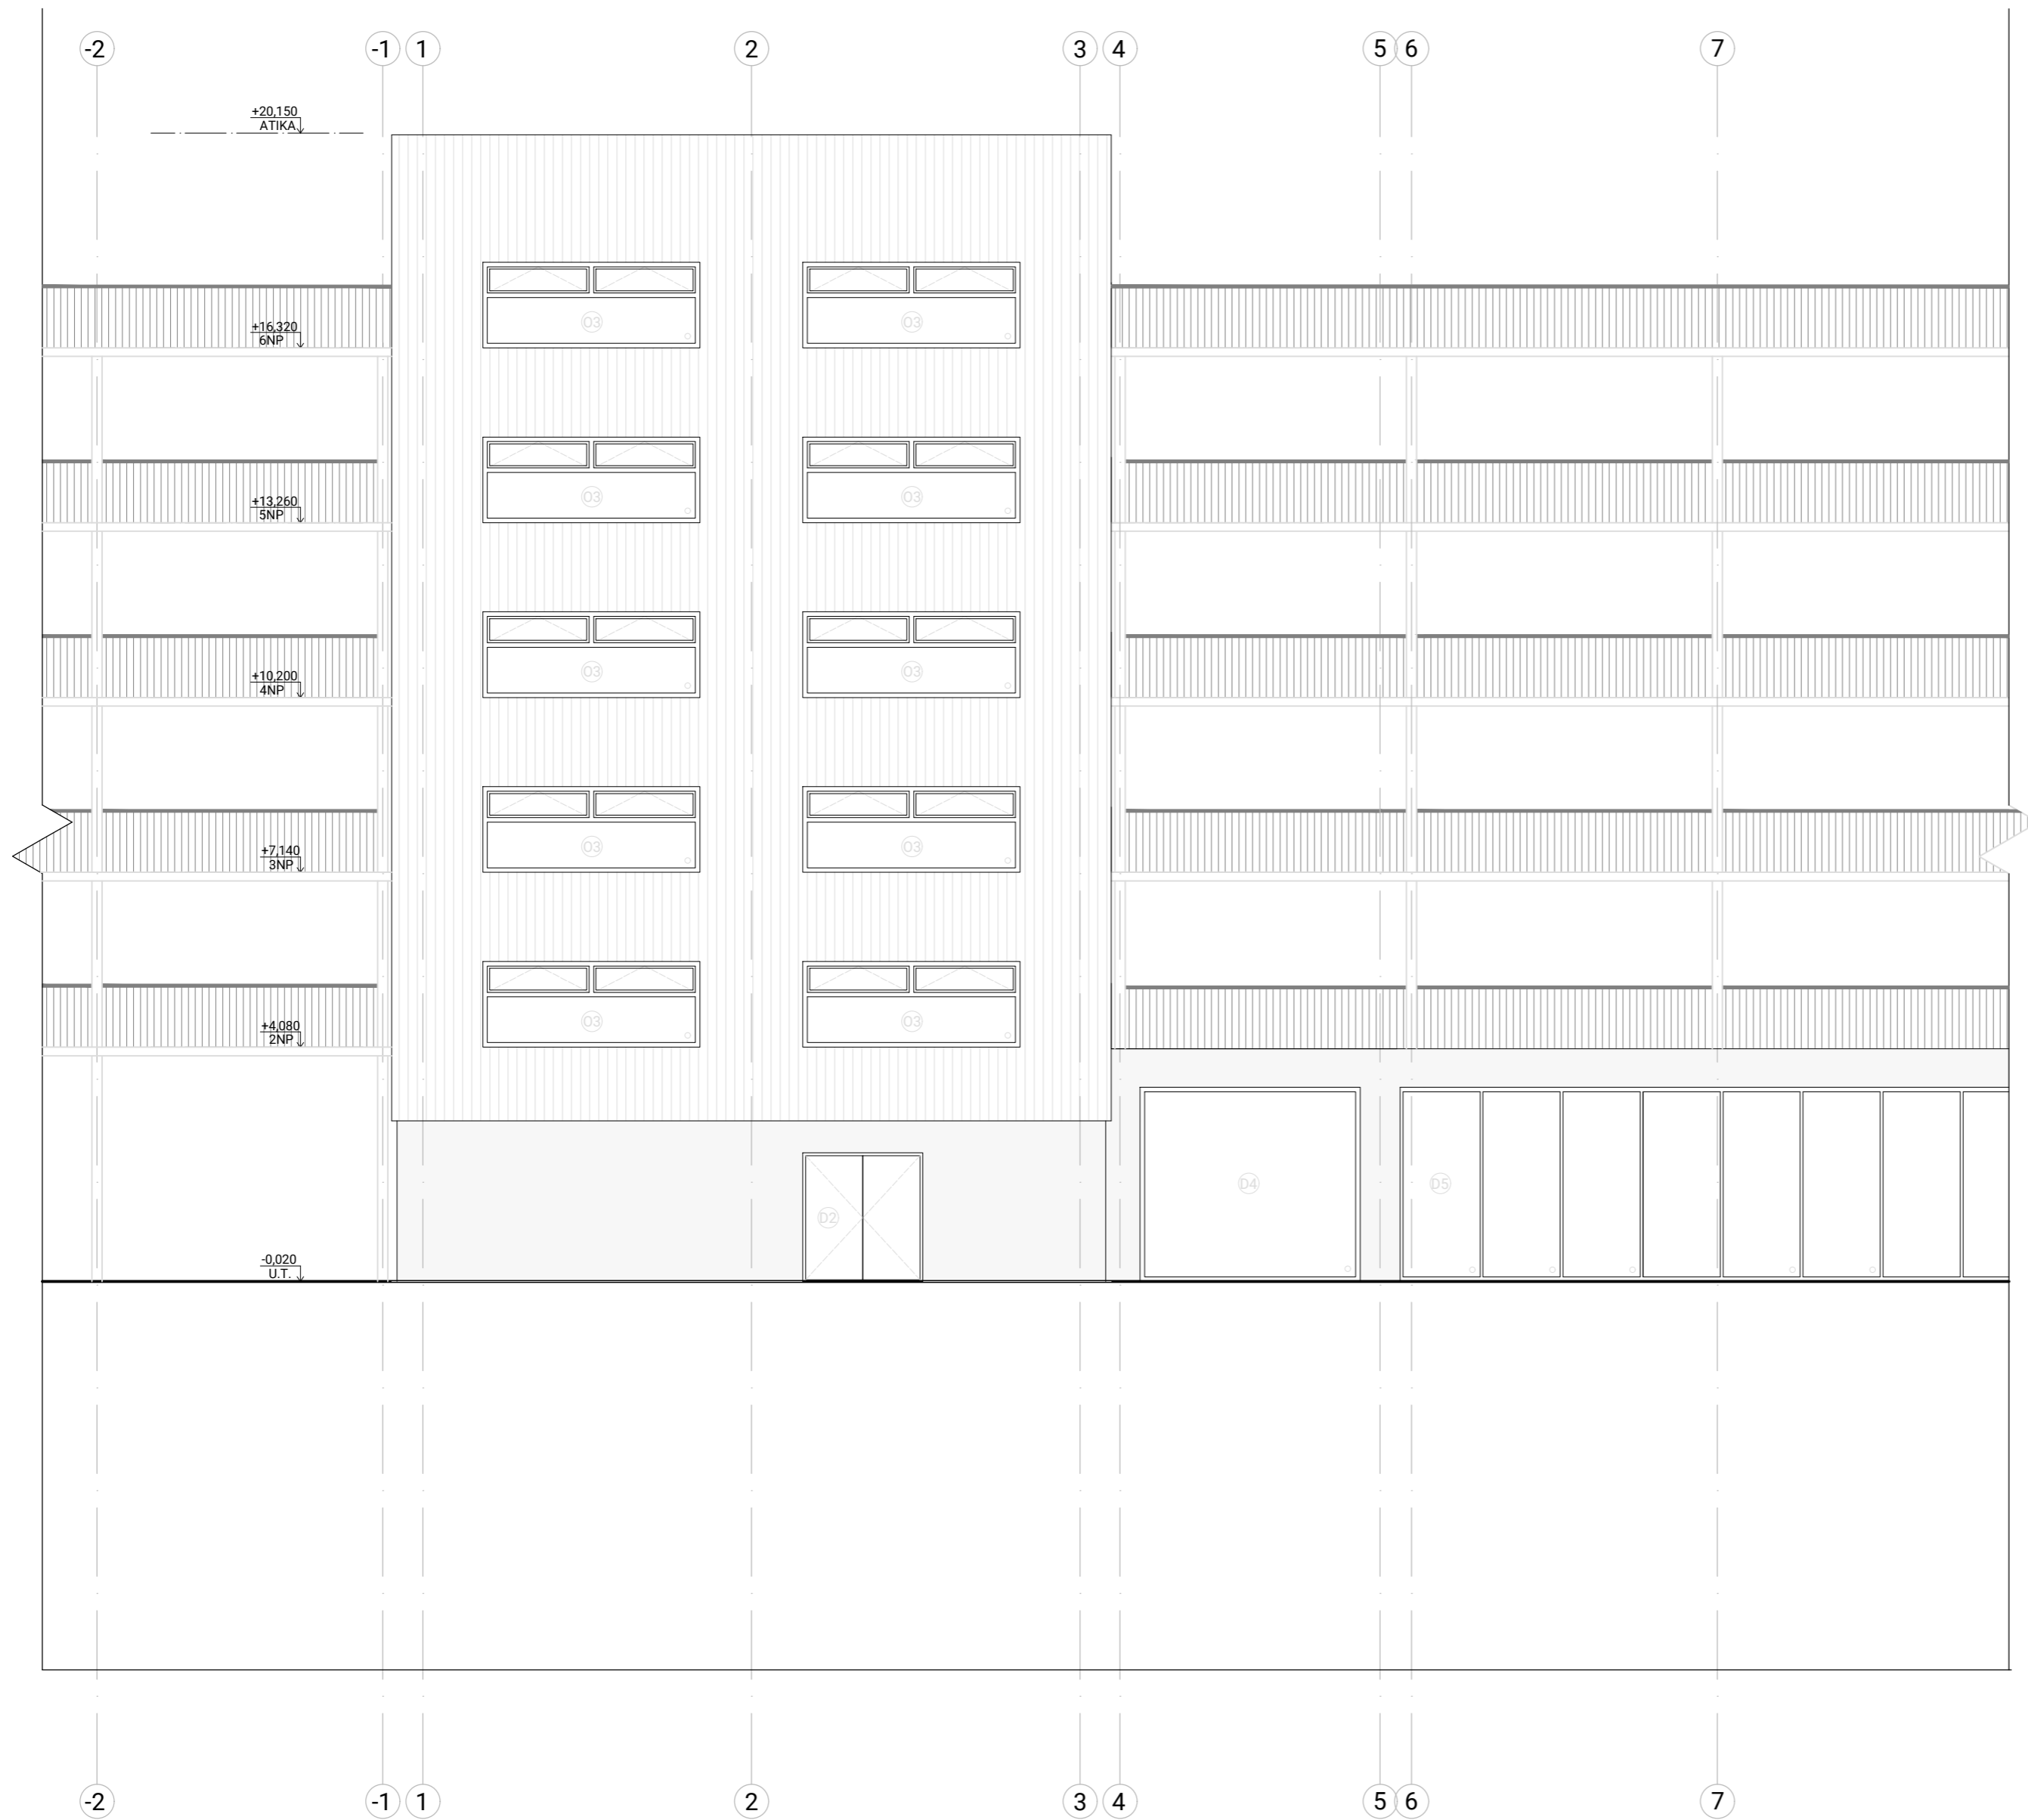 -2 -1 1 2 3 4 5 6 7
+20,150
ATIKA
+16,320
6NP
O3 O3
+13,260
5NP
O3 O3
+10,200
4NP
O3 O3
+7,140
3NP
O3 O3
+4,080
2NP
O3 O3
D2 D4 D5
-0,020
U.T.
-2 -1 1 2 3 4 5 6 7